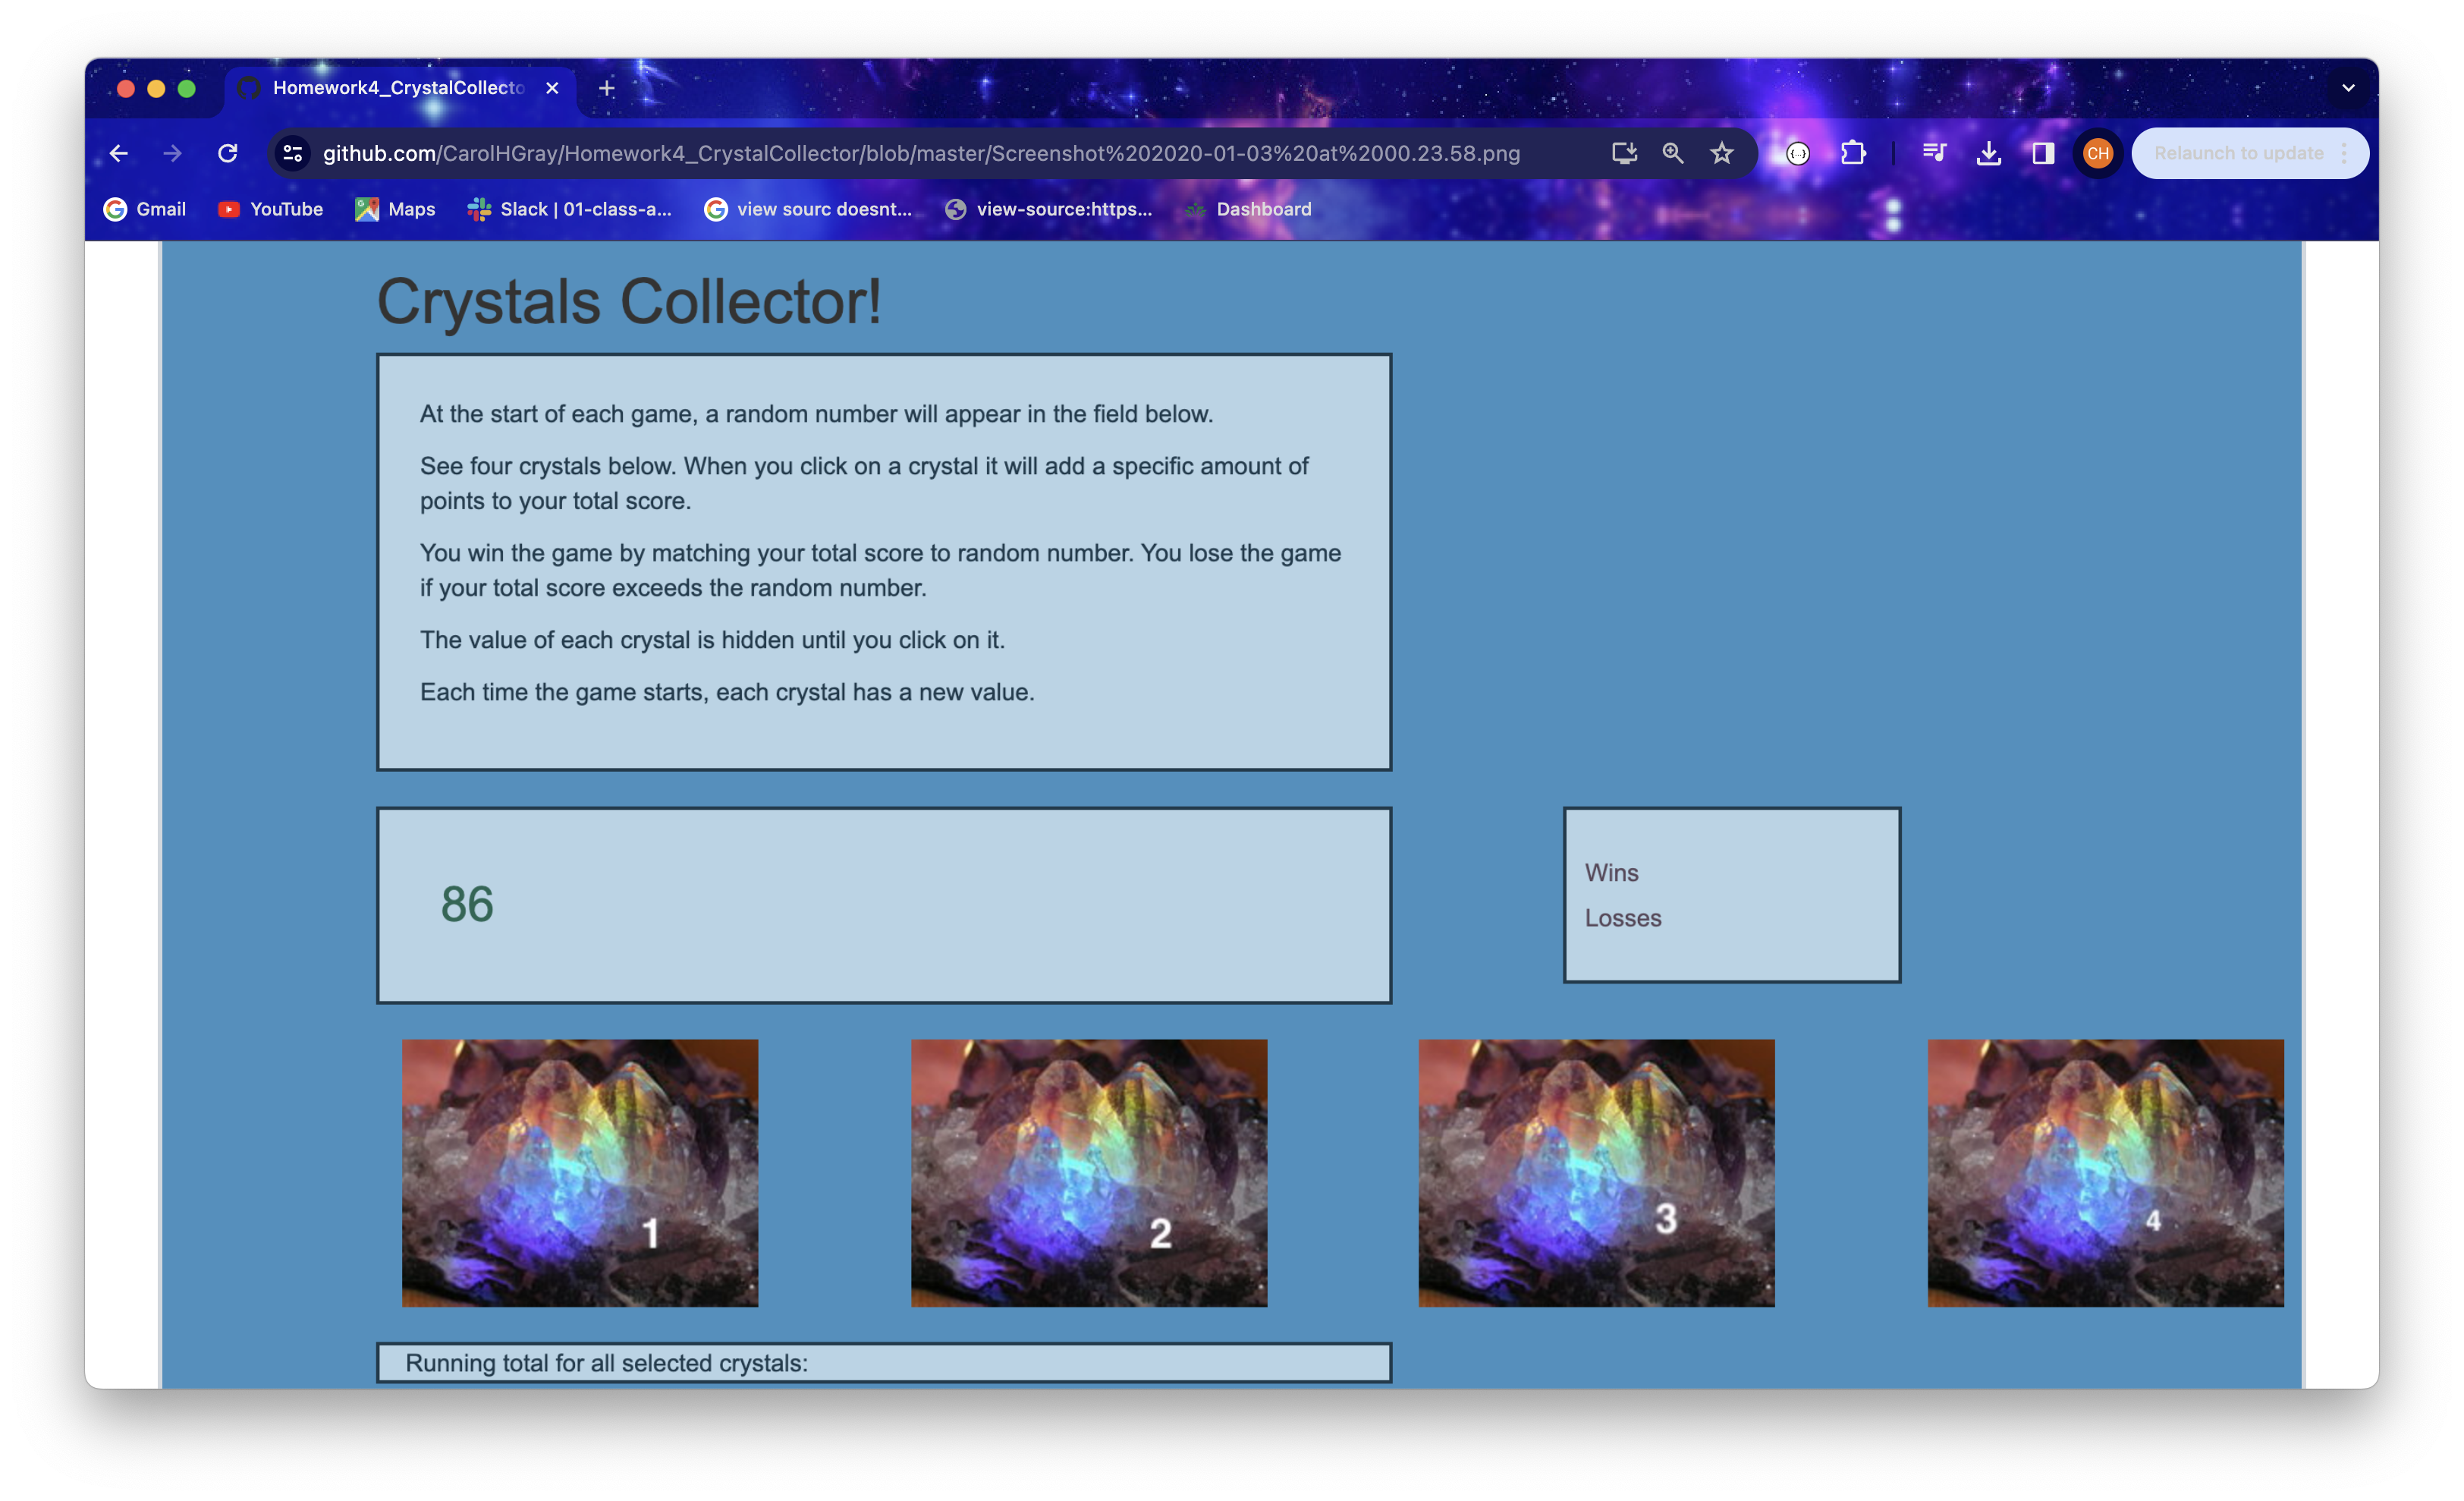 Homework4_CrystalCollecto
github.com/CarolHGray/Homework4_CrystalCollector/blob/master/Screenshot%202020-01-03%20at%2000.23.58.png
CH
Relaunch to update
Gmail
YouTube
Maps
Slack | 01-class-a...
view sourc doesnt...
view-source:https...
Dashboard
Crystals Collector!
At the start of each game, a random number will appear in the field below.
See four crystals below. When you click on a crystal it will add a specific amount of
points to your total score.
You win the game by matching your total score to random number. You lose the game
if your total score exceeds the random number.
The value of each crystal is hidden until you click on it.
Each time the game starts, each crystal has a new value.
86
Wins
Losses
1
2
3
4
Running total for all selected crystals: